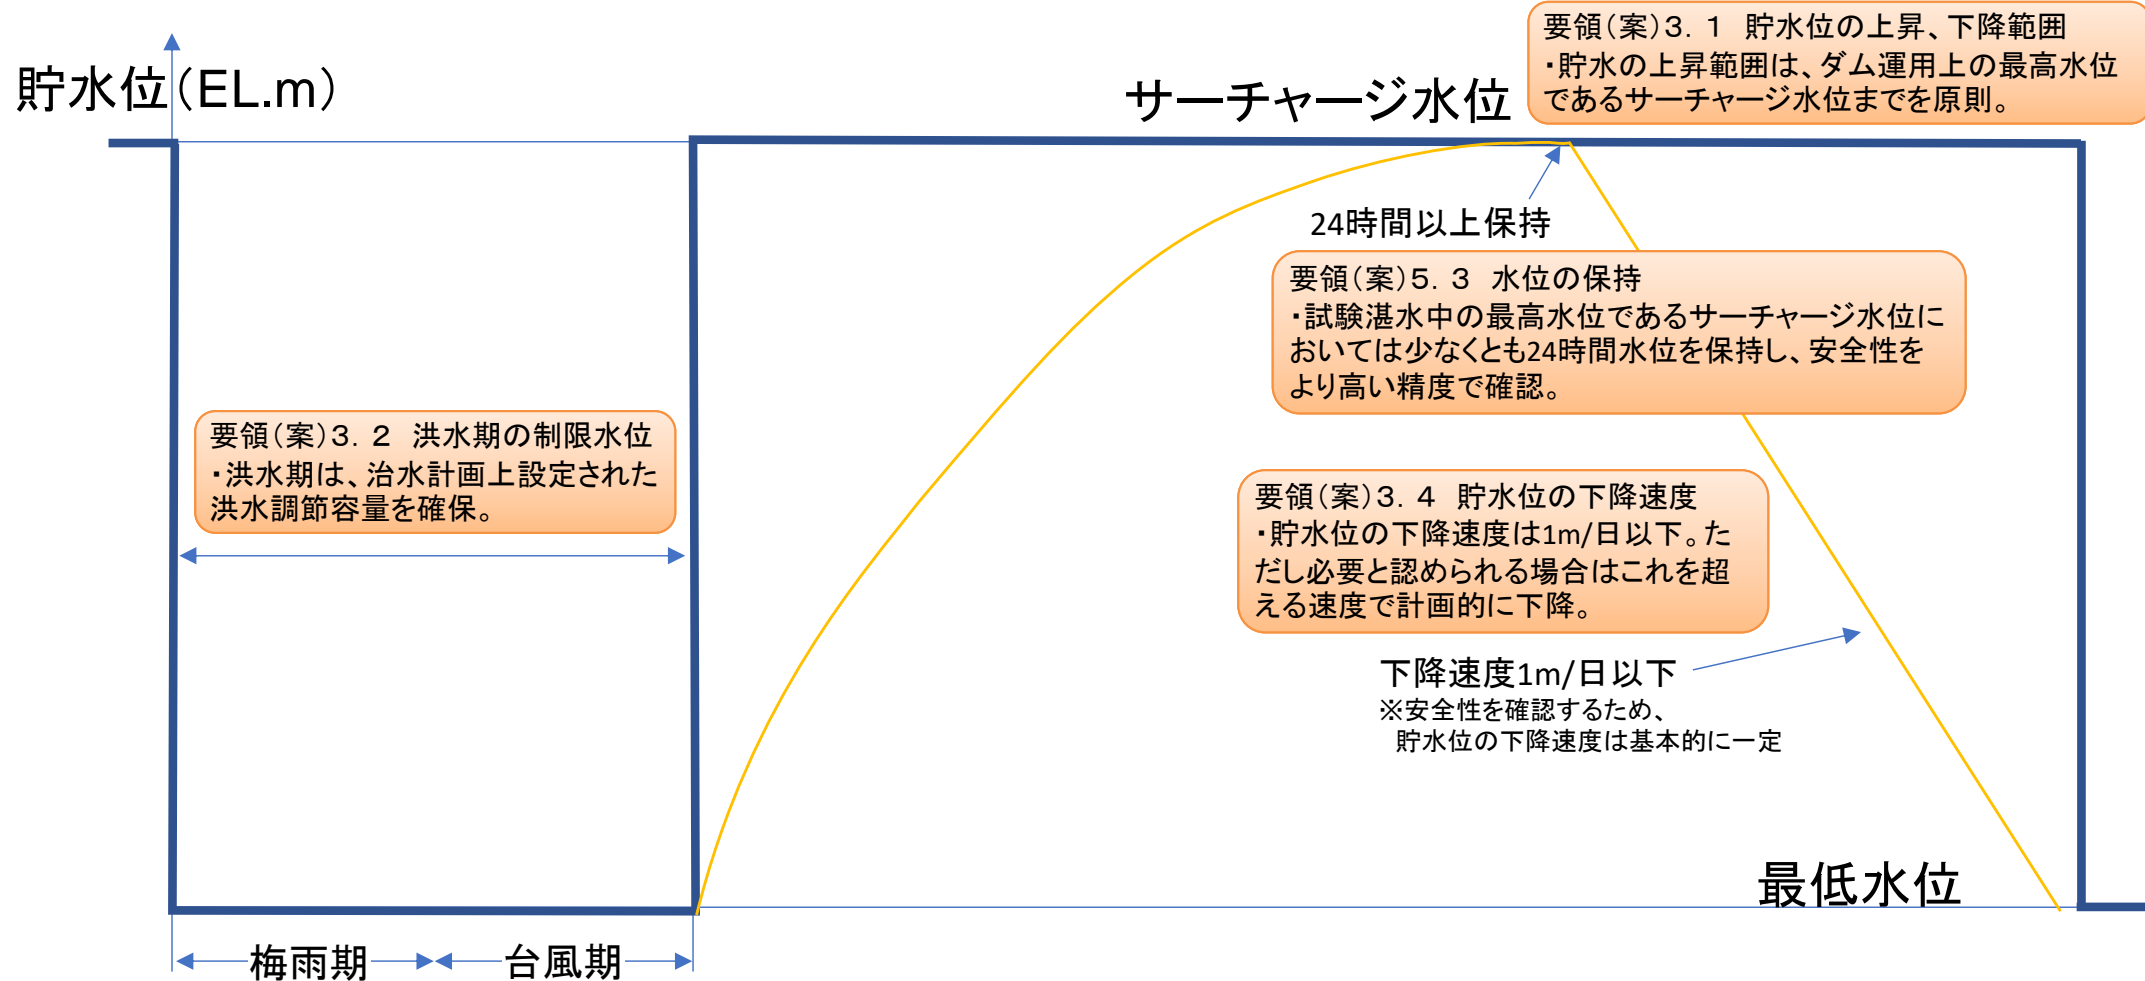 貯水位(EL.m)
サーチャージ水位
要領(案)3.1 貯水位の上昇、下降範囲
・貯水の上昇範囲は、ダム運用上の最高水位
であるサーチャージ水位までを原則。
24時間以上保持
要領(案)5.3 水位の保持
・試験湛水中の最高水位であるサーチャージ水位に
おいては少なくとも24時間水位を保持し、安全性を
より高い精度で確認。
要領(案)3.2 洪水期の制限水位
・洪水期は、治水計画上設定された
洪水調節容量を確保。
要領(案)3.4 貯水位の下降速度
・貯水位の下降速度は1m/日以下。た
だし必要と認められる場合はこれを超
える速度で計画的に下降。
下降速度1m/日以下
※安全性を確認するため、
貯水位の下降速度は基本的に一定
最低水位
梅雨期
台風期